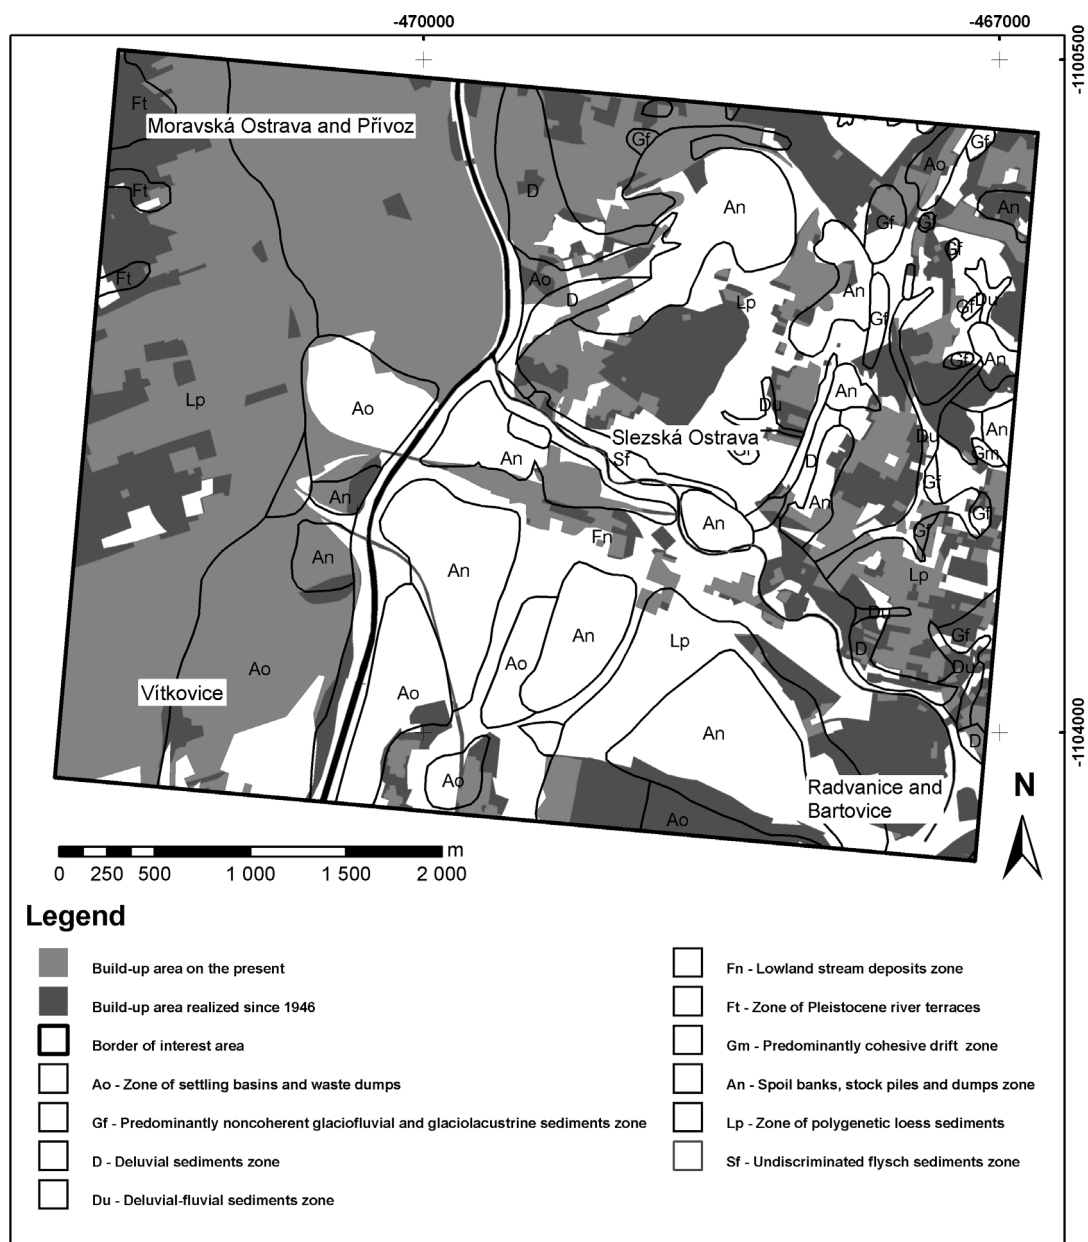 -470000
-467000
-1100500
Ft
Moravská Ostrava and Přívoz
Gf
Ao
Gf
Ft
D
An
Gf
Gf
An
Ft
Ao
D
Lp
An
Gf
Gf
Gf
Du
Lp
Ao
An
Du
Gf
An
Slezská Ostrava
Du
An
An
Sf
D
Gm
An
An
An
Gf
Gf
An
An
Fn
Gf
Lp
An
Ao
An
Lp
Du
Gf
D
Du
Vítkovice
Ao
Ao
An
D
-1104000
Ao
Radvanice and
Bartovice
Ao
N
m
0 250 500 1 000 1 500 2 000
Legend
Build-up area on the present
Build-up area realized since 1946
Border of interest area
Ao - Zone of settling basins and waste dumps
Gf - Predominantly noncoherent glaciofluvial and glaciolacustrine sediments zone
D - Deluvial sediments zone
Du - Deluvial-fluvial sediments zone
Fn - Lowland stream deposits zone
Ft - Zone of Pleistocene river terraces
Gm - Predominantly cohesive drift zone
An - Spoil banks, stock piles and dumps zone
Lp - Zone of polygenetic loess sediments
Sf - Undiscriminated flysch sediments zone